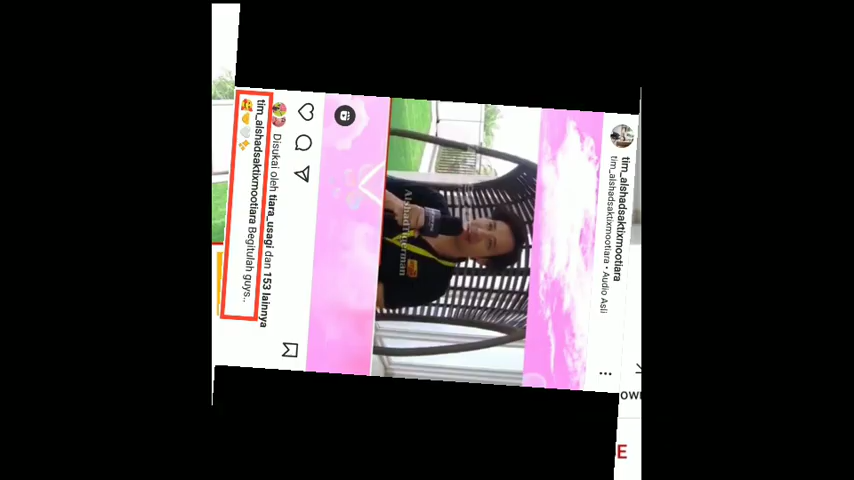 tim_alshadsaktixmootiara
tim_alshadsaktixmootiara • Audio Asli
Disukai oleh tiara_usagi dan 153 lainnya
tim_alshadsaktixmootiara Begitulah guys..
E